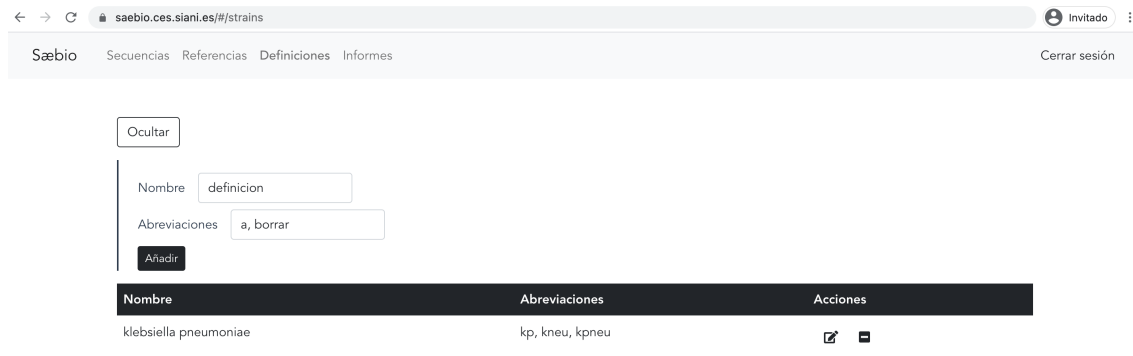 saebio.ces.siani.es/#/strains Invitado
Sæbio Secuencias Referencias Definiciones Informes Cerrar sesión
Ocultar
Nombre definicion
Abreviaciones a, borrar
Añadir
Nombre Abreviaciones Acciones
klebsiella pneumoniae kp, kneu, kpneu